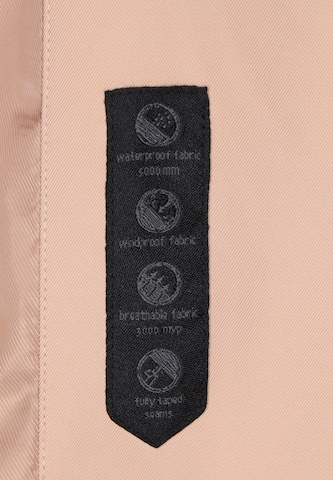 waterproof fabric
5000 mm
windproof fabric
breathable fabric
3000 mvp
fully taped
seams